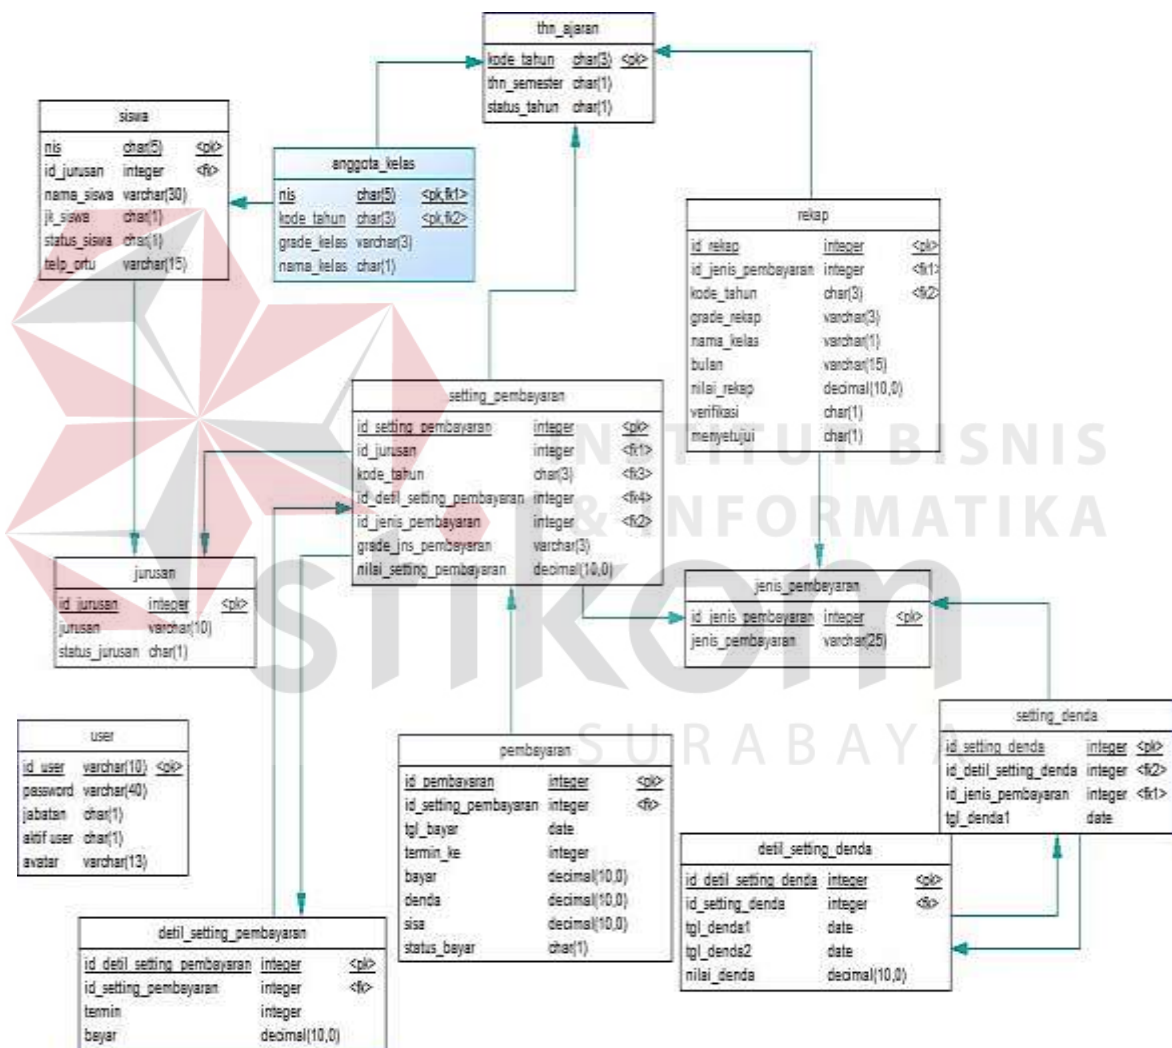 thn_ajaran
kode_tahun char(3) <pk>
thn_semester char(1)
status_tahun char(1)
siswa
nis char(5) <pk>
id_jurusan integer <fk>
nama_siswa varchar(30)
jk_siswa char(1)
status_siswa char(1)
telp_ortu varchar(15)
anggota_kelas
nis char(5) <pk,fk1>
kode_tahun char(3) <pk,fk2>
grade_kelas varchar(3)
nama_kelas char(1)
rekap
id_rekap integer <pk>
id_jenis_pembayaran integer <fk1>
kode_tahun char(3) <fk2>
grade_rekap varchar(3)
nama_kelas varchar(1)
bulan varchar(15)
nilai_rekap decimal(10,0)
verifikasi char(1)
menyetujui char(1)
setting_pembayaran
id_setting_pembayaran integer <pk>
id_jurusan integer <fk1>
kode_tahun char(3) <fk3>
id_detil_setting_pembayaran integer <fk4>
id_jenis_pembayaran integer <fk2>
grade_jns_pembayaran varchar(3)
nilai_setting_pembayaran decimal(10,0)
INSTITUT BISNIS
& INFORMATIKA
stikom
SURABAYA
jurusan
id_jurusan integer <pk>
jurusan varchar(10)
status_jurusan char(1)
jenis_pembayaran
id_jenis_pembayaran integer <pk>
jenis_pembayaran varchar(25)
user
id_user varchar(10) <pk>
password varchar(40)
jabatan char(1)
aktif user char(1)
avatar varchar(13)
pembayaran
id_pembayaran integer <pk>
id_setting_pembayaran integer <fk>
tgl_bayar date
termin_ke integer
bayar decimal(10,0)
denda decimal(10,0)
sisa decimal(10,0)
status_bayar char(1)
setting_denda
id_setting_denda integer <pk>
id_detil_setting_denda integer <fk2>
id_jenis_pembayaran integer <fk1>
tgl_denda1 date
detil_setting_denda
id_detil_setting_denda integer <pk>
id_setting_denda integer <fk>
tgl_denda1 date
tgl_denda2 date
nilai_denda decimal(10,0)
detil_setting_pembayaran
id_detil_setting_pembayaran integer <pk>
id_setting_pembayaran integer <fk>
termin integer
bayar decimal(10,0)